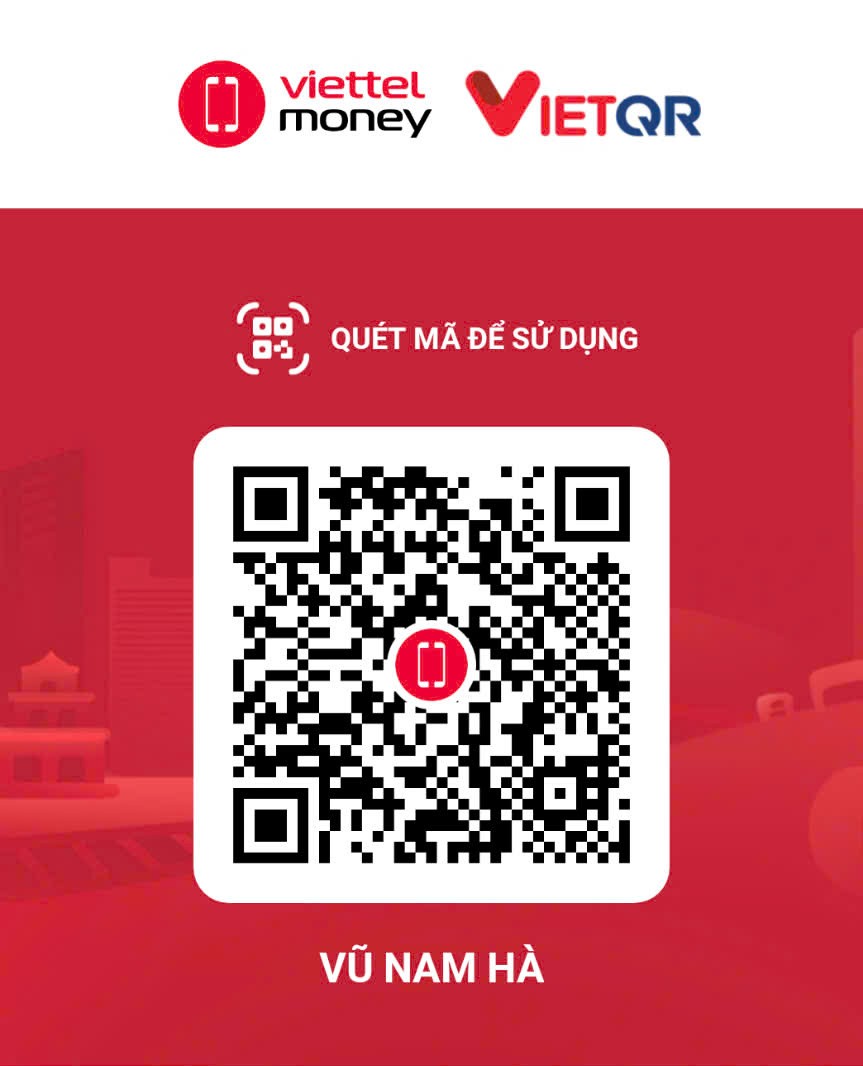 viettel
money
VIETQR
QUÉT MÃ ĐỂ SỬ DỤNG
VŨ NAM HÀ